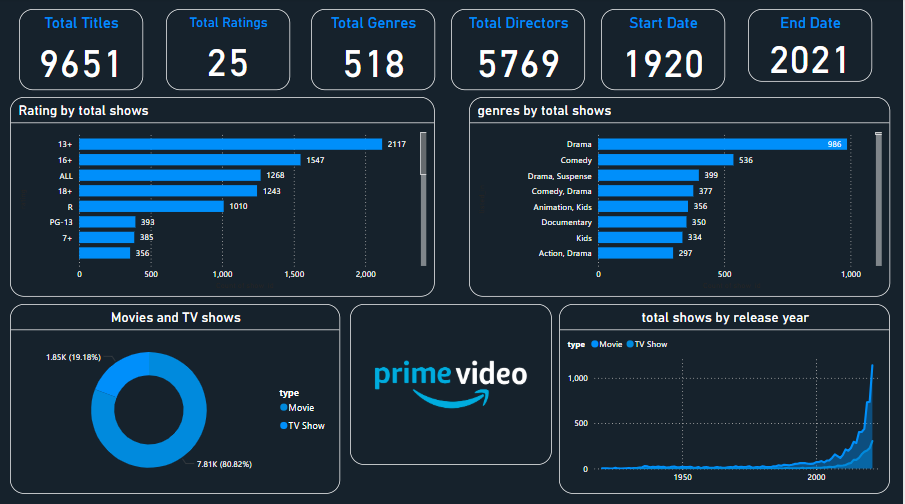 Total Titles
9651
Total Ratings
25
Total Genres
518
Total Directors
5769
Start Date
1920
End Date
2021
Rating by total shows
13+ 2117
16+ 1547
ALL 1268
18+ 1243
R 1010
PG-13 393
7+ 385
356
0 500 1,000 1,500 2,000
genres by total shows
Drama 986
Comedy 536
Drama, Suspense 399
Comedy, Drama 377
Animation, Kids 356
Documentary 350
Kids 334
Action, Drama 297
0 500 1,000
Movies and TV shows
1.85K (19.18%)
7.81K (80.82%)
type
Movie
TV Show
prime video
total shows by release year
type Movie TV Show
1,000
500
0
1950 2000